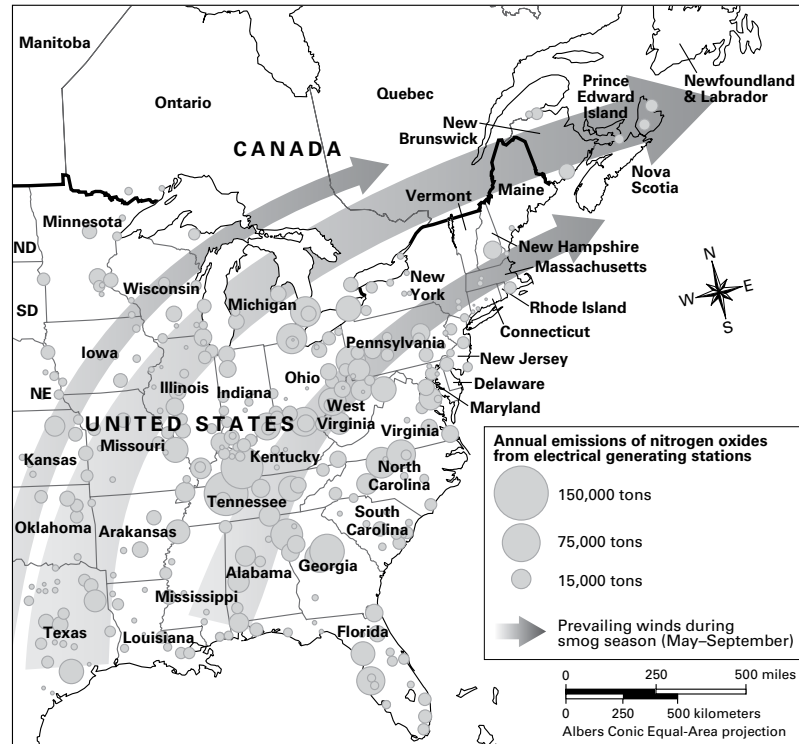 Manitoba
Ontario
Quebec
CANADA
New
Brunswick
Prince
Edward
Island
Newfoundland
& Labrador
Nova
Scotia
Maine
Vermont
New Hampshire
Massachusetts
Rhode Island
Connecticut
New
York
Minnesota
ND
SD
NE
Wisconsin
Michigan
Iowa
Illinois
Indiana
Ohio
Pennsylvania
New Jersey
Delaware
Maryland
West
Virginia
Virginia
UNITED STATES
Kansas
Missouri
Kentucky
North
Carolina
Tennessee
South
Carolina
Oklahoma
Arakansas
Alabama
Georgia
Mississippi
Texas
Louisiana
Florida
N
W
E
S
Annual emissions of nitrogen oxides
from electrical generating stations
150,000 tons
75,000 tons
15,000 tons
Prevailing winds during
smog season (May–September)
0 250 500 miles
0 250 500 kilometers
Albers Conic Equal-Area projection